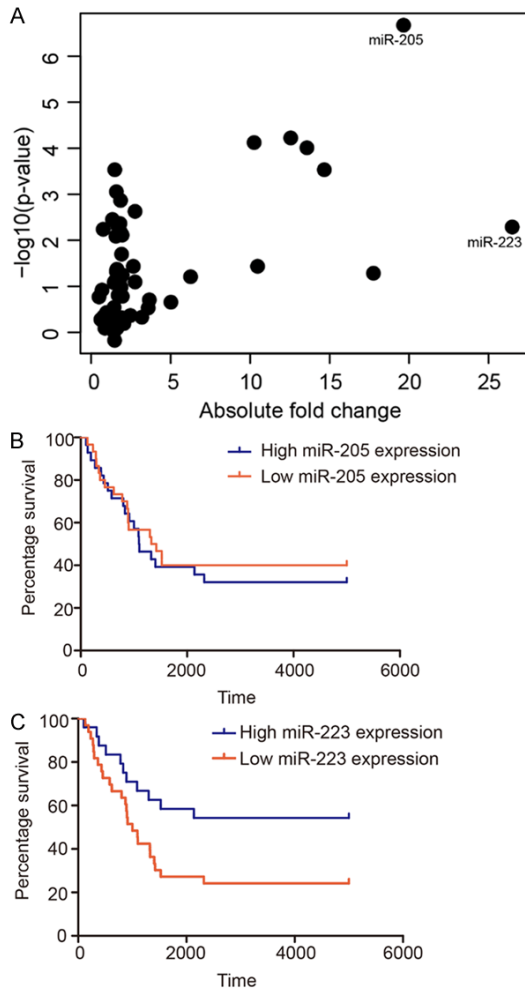 A
miR-205
miR-223
−log10(p-value)
6
5
4
3
2
1
0
0 5 10 15 20 25
Absolute fold change
B
High miR-205 expression
Low miR-205 expression
Percentage survival
100
80
60
40
20
0
0 2000 4000 6000
Time
C
High miR-223 expression
Low miR-223 expression
Percentage survival
100
80
60
40
20
0
0 2000 4000 6000
Time